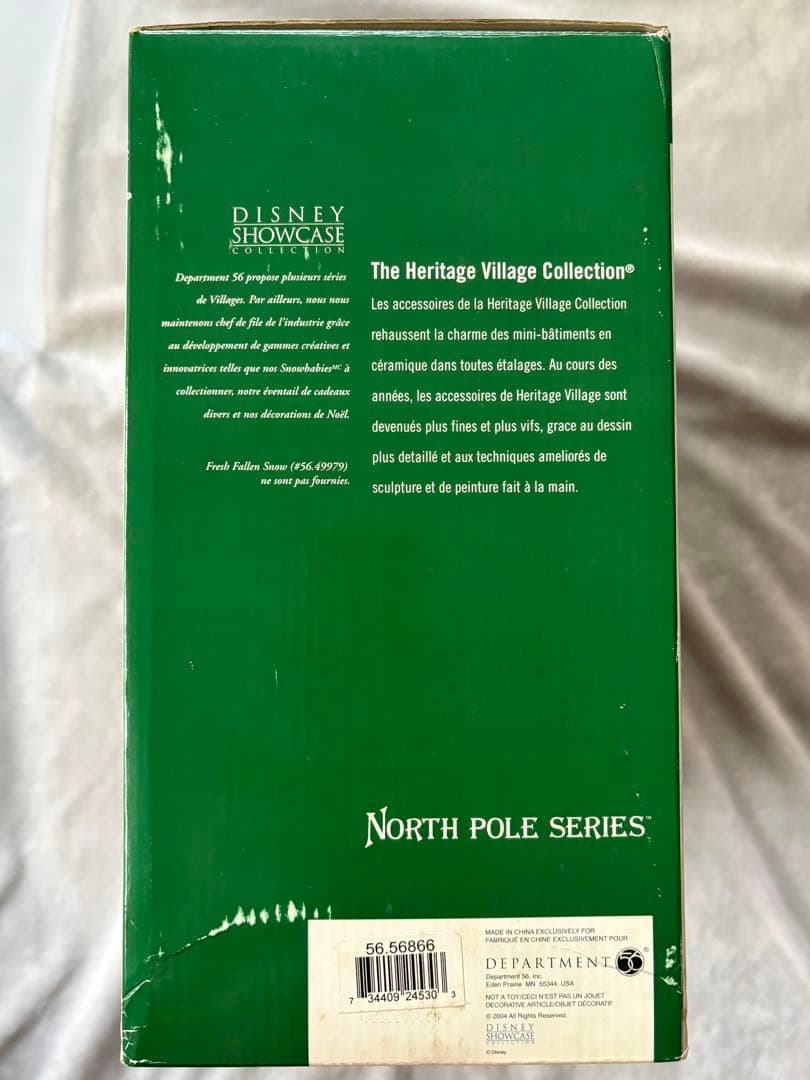 DISNEY
SHOWCASE
COLLECTION
Department 56 propose plusieurs séries
de Villages. Par ailleurs, nous nous
maintenons chef de file de l'industrie grâce
au développement de gammes créatives et
innovatrices telles que nos Snowbabies MC à
collectionner, notre éventail de cadeaux
divers et nos décorations de Noël.
Fresh Fallen Snow (#56.49979)
ne sont pas fournies.
The Heritage Village Collection®
Les accessoires de la Heritage Village Collection
rehaussent la charme des mini-bâtiments en
céramique dans toutes étalages. Au cours des
années, les accessoires de Heritage Village sont
devenués plus fines et plus vifs, grace au dessin
plus detaillé et aux techniques ameliorés de
sculpture et de peinture fait à la main.
NORTH POLE SERIES™
56.56866
7 34409 24530 3
MADE IN CHINA EXCLUSIVELY FOR
FABRIQUÉ EN CHINE EXCLUSIVEMENT POUR
DEPARTMENT 56®
Department 56, Inc.
Eden Prairie MN 55344, USA
NOT A TOY/CECI N'EST PAS UN JOUET
DECORATIVE ARTICLE/OBJET DÉCORATIF
© 2004 All Rights Reserved.
DISNEY
SHOWCASE
COLLECTION
© Disney